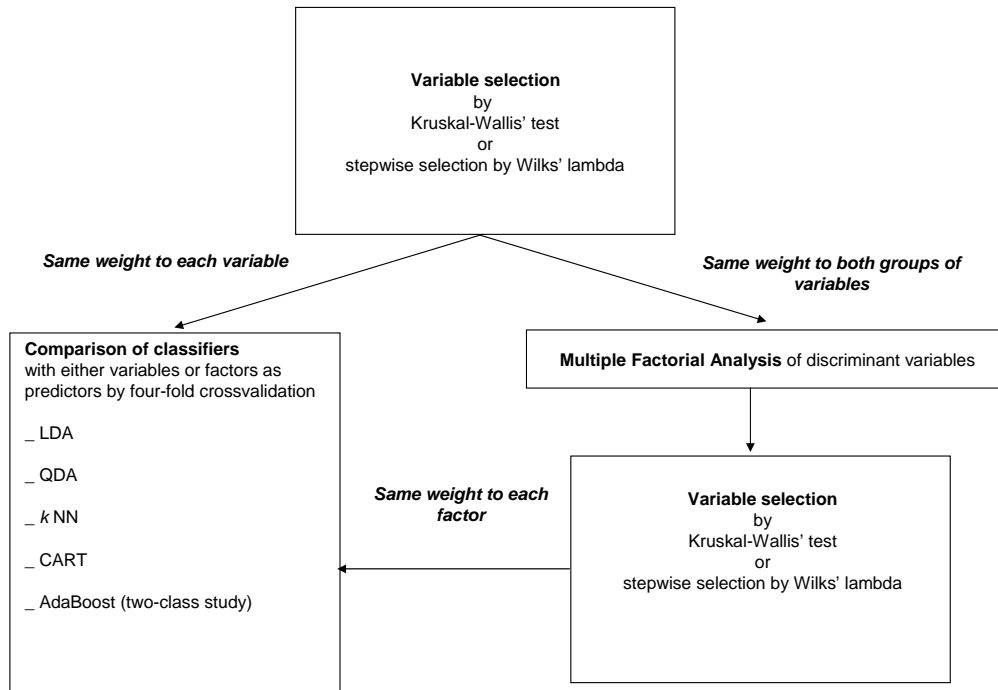 Variable selection
by
Kruskal-Wallis’ test
or
stepwise selection by Wilks’ lambda
Same weight to each variable
Same weight to both groups of
variables
Comparison of classifiers
with either variables or factors as
predictors by four-fold crossvalidation
_ LDA
_ QDA
_ k NN
_ CART
_ AdaBoost (two-class study)
Multiple Factorial Analysis of discriminant variables
Same weight to each
factor
Variable selection
by
Kruskal-Wallis’ test
or
stepwise selection by Wilks’ lambda